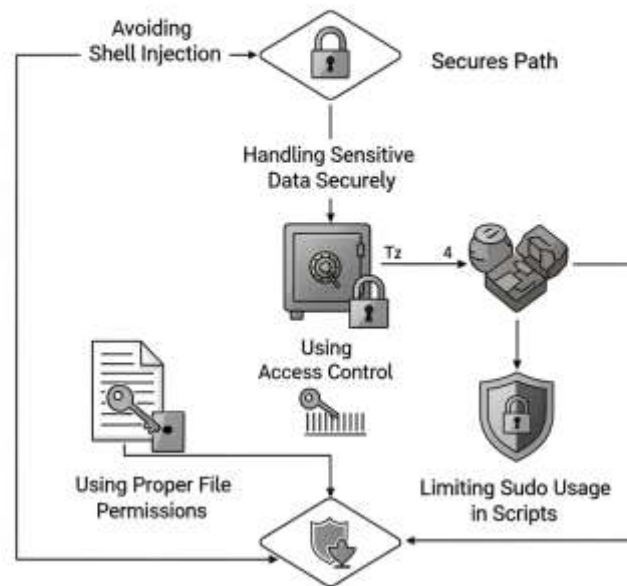 Avoiding
Shell Injection
Secures Path
Handling Sensitive
Data Securely
Tz 4
Using
Access Control
Using Proper File
Permissions
Limiting Sudo Usage
in Scripts